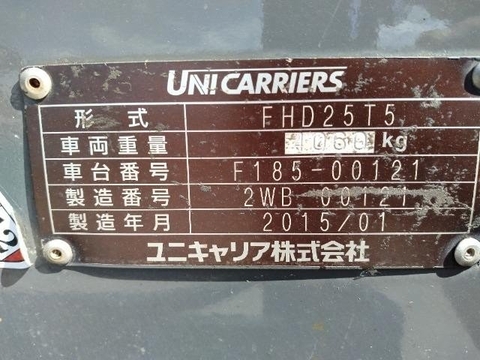 UNICARRIERS
形式 FHD25T5
車両重量 kg
車台番号 F185-00121
製造番号 2WB-00121
製造年月 2015/01
ユニキャリア株式会社